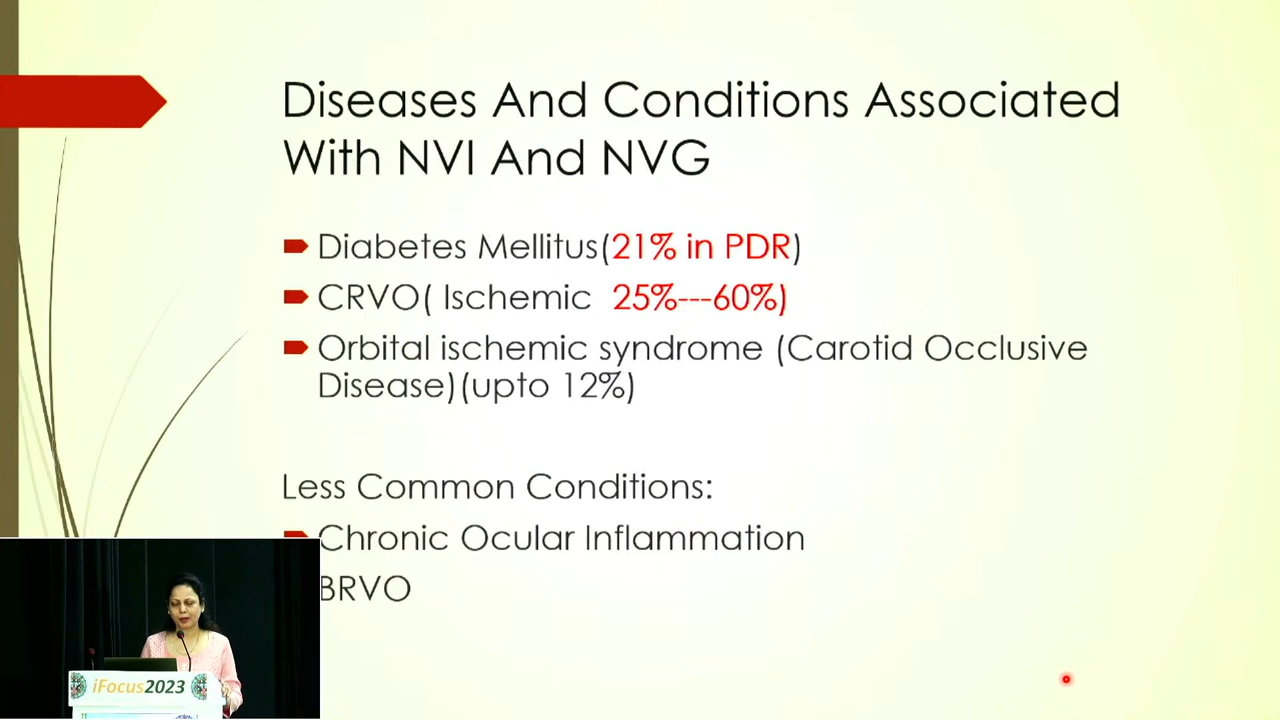 Diseases And Conditions Associated
With NVI And NVG
Diabetes Mellitus(21% in PDR)
CRVO( Ischemic 25%---60%)
Orbital ischemic syndrome (Carotid Occlusive
Disease)(upto 12%)
Less Common Conditions:
Chronic Ocular Inflammation
BRVO
iFocus2023